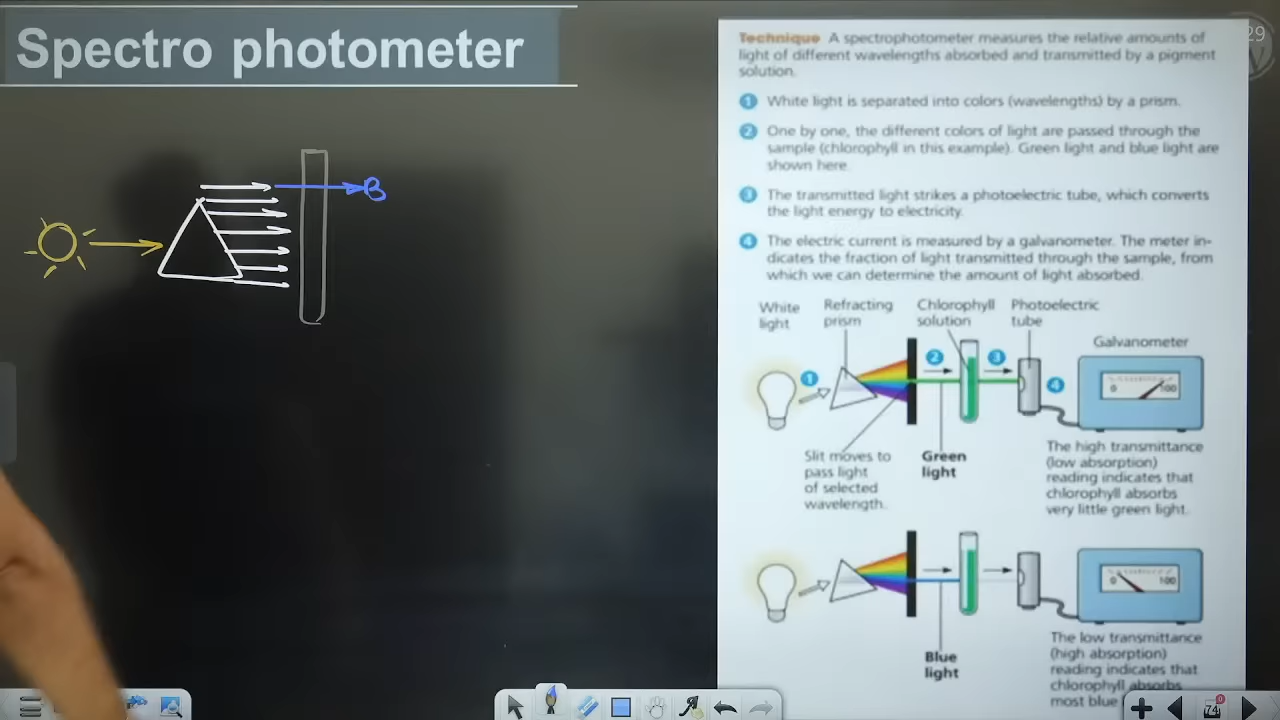 Spectro photometer
29
Technique A spectrophotometer measures the relative amounts of
light of different wavelengths absorbed and transmitted by a pigment
solution.
1 White light is separated into colors (wavelengths) by a prism.
2 One by one, the different colors of light are passed through the
sample (chlorophyll in this example). Green light and blue light are
shown here.
3 The transmitted light strikes a photoelectric tube, which converts
the light energy to electricity.
4 The electric current is measured by a galvanometer. The meter in-
dicates the fraction of light transmitted through the sample, from
which we can determine the amount of light absorbed.
B
White
light
Refracting
prism
Chlorophyll
solution
Photoelectric
tube
Galvanometer
1
2
3
4
0 100
Slit moves to
pass light
of selected
wavelength.
Green
light
The high transmittance
(low absorption)
reading indicates that
chlorophyll absorbs
very little green light.
0 100
Blue
light
The low transmittance
(high absorption)
reading indicates that
chlorophyll absorbs
most blue
74
0